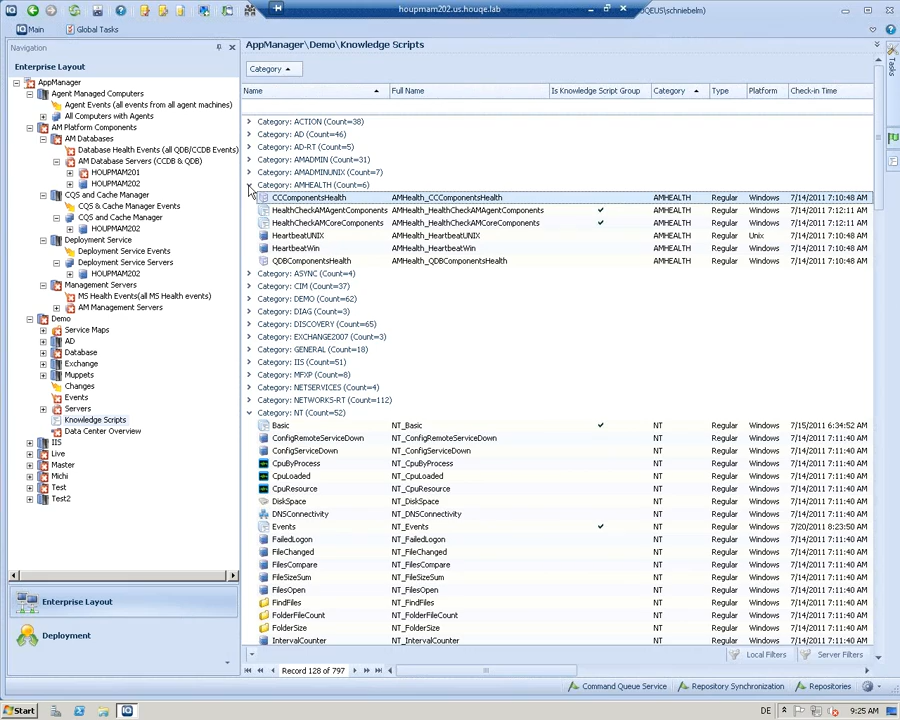 houpmam202.us.houqe.lab
QEUS\schniebelm)
Main
Global Tasks
Navigation
Enterprise Layout
AppManager
Agent Managed Computers
Agent Events (all events from all agent machines)
All Computers with Agents
AM Platform Components
AM Databases
Database Health Events (all QDB/CCDB Events)
AM Database Servers (CCDB & QDB)
HOUPMAM201
HOUPMAM202
CQS and Cache Manager
CQS & Cache Manager Events
CQS and Cache Manager
HOUPMAM202
Deployment Service
Deployment Service Events
Deployment Service Servers
HOUPMAM202
Management Servers
MS Health Events(all MS Health events)
AM Management Servers
Demo
Service Maps
AD
Database
Exchange
Muppets
Changes
Events
Servers
Knowledge Scripts
Data Center Overview
IIS
Live
Master
Michi
Test
Test2
Enterprise Layout
Deployment
AppManager\Demo\Knowledge Scripts
Category
Name Full Name Is Knowledge Script Group Category Type Platform Check-in Time
Category: ACTION (Count=38)
Category: AD (Count=46)
Category: AD-RT (Count=5)
Category: AMADMIN (Count=31)
Category: AMADMINUNIX (Count=7)
Category: AMHEALTH (Count=6)
CCComponentsHealth AMHealth_CCComponentsHealth AMHEALTH Regular Windows 7/14/2011 7:10:48 AM
HealthCheckAMAgentComponents AMHealth_HealthCheckAMAgentComponents AMHEALTH Regular Windows 7/14/2011 7:12:11 AM
HealthCheckAMCoreComponents AMHealth_HealthCheckAMCoreComponents AMHEALTH Regular Windows 7/14/2011 7:12:11 AM
HeartbeatUNIX AMHealth_HeartbeatUNIX AMHEALTH Regular Unix 7/14/2011 7:10:48 AM
HeartbeatWin AMHealth_HeartbeatWin AMHEALTH Regular Windows 7/14/2011 7:10:48 AM
QDBComponentsHealth AMHealth_QDBComponentsHealth AMHEALTH Regular Windows 7/14/2011 7:10:48 AM
Category: ASYNC (Count=4)
Category: CIM (Count=37)
Category: DEMO (Count=62)
Category: DIAG (Count=3)
Category: DISCOVERY (Count=65)
Category: EXCHANGE2007 (Count=3)
Category: GENERAL (Count=18)
Category: IIS (Count=51)
Category: MFXP (Count=8)
Category: NETSERVICES (Count=4)
Category: NETWORKS-RT (Count=112)
Category: NT (Count=52)
Basic NT_Basic NT Regular Windows 7/15/2011 6:34:52 AM
ConfigRemoteServiceDown NT_ConfigRemoteServiceDown NT Regular Windows 7/14/2011 7:11:40 AM
ConfigServiceDown NT_ConfigServiceDown NT Regular Windows 7/14/2011 7:11:40 AM
CpuByProcess NT_CpuByProcess NT Regular Windows 7/14/2011 7:11:40 AM
CpuLoaded NT_CpuLoaded NT Regular Windows 7/14/2011 7:11:40 AM
CpuResource NT_CpuResource NT Regular Windows 7/14/2011 7:11:40 AM
DiskSpace NT_DiskSpace NT Regular Windows 7/14/2011 7:11:40 AM
DNSConnectivity NT_DNSConnectivity NT Regular Windows 7/14/2011 7:11:40 AM
Events NT_Events NT Regular Windows 7/20/2011 8:23:50 AM
FailedLogon NT_FailedLogon NT Regular Windows 7/14/2011 7:11:40 AM
FileChanged NT_FileChanged NT Regular Windows 7/14/2011 7:11:40 AM
FilesCompare NT_FilesCompare NT Regular Windows 7/14/2011 7:11:40 AM
FileSizeSum NT_FileSizeSum NT Regular Windows 7/14/2011 7:11:40 AM
FilesOpen NT_FilesOpen NT Regular Windows 7/14/2011 7:11:40 AM
FindFiles NT_FindFiles NT Regular Windows 7/14/2011 7:11:40 AM
FolderFileCount NT_FolderFileCount NT Regular Windows 7/14/2011 7:11:40 AM
FolderSize NT_FolderSize NT Regular Windows 7/14/2011 7:11:40 AM
IntervalCounter NT_IntervalCounter NT Regular Windows 7/14/2011 7:11:40 AM
Local Filters Server Filters
Record 128 of 797
Tasks
Command Queue Service Repository Synchronization Repositories
Start DE 9:25 AM